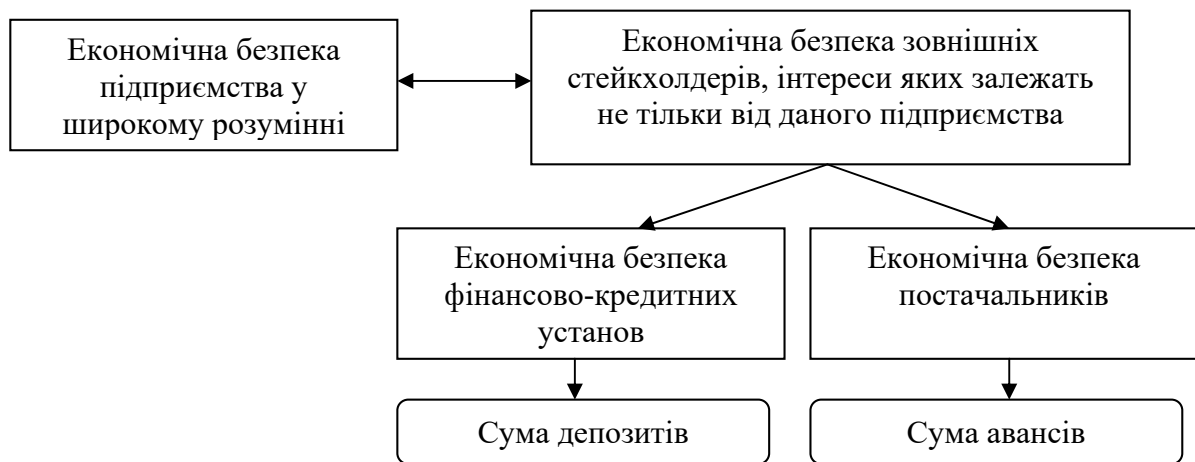 Економічна безпека
підприємства у
широкому розумінні
Економічна безпека зовнішніх
стейкхолдерів, інтереси яких залежать
не тільки від даного підприємства
Економічна безпека
фінансово-кредитних
установ
Економічна безпека
постачальників
Сума депозитів
Сума авансів